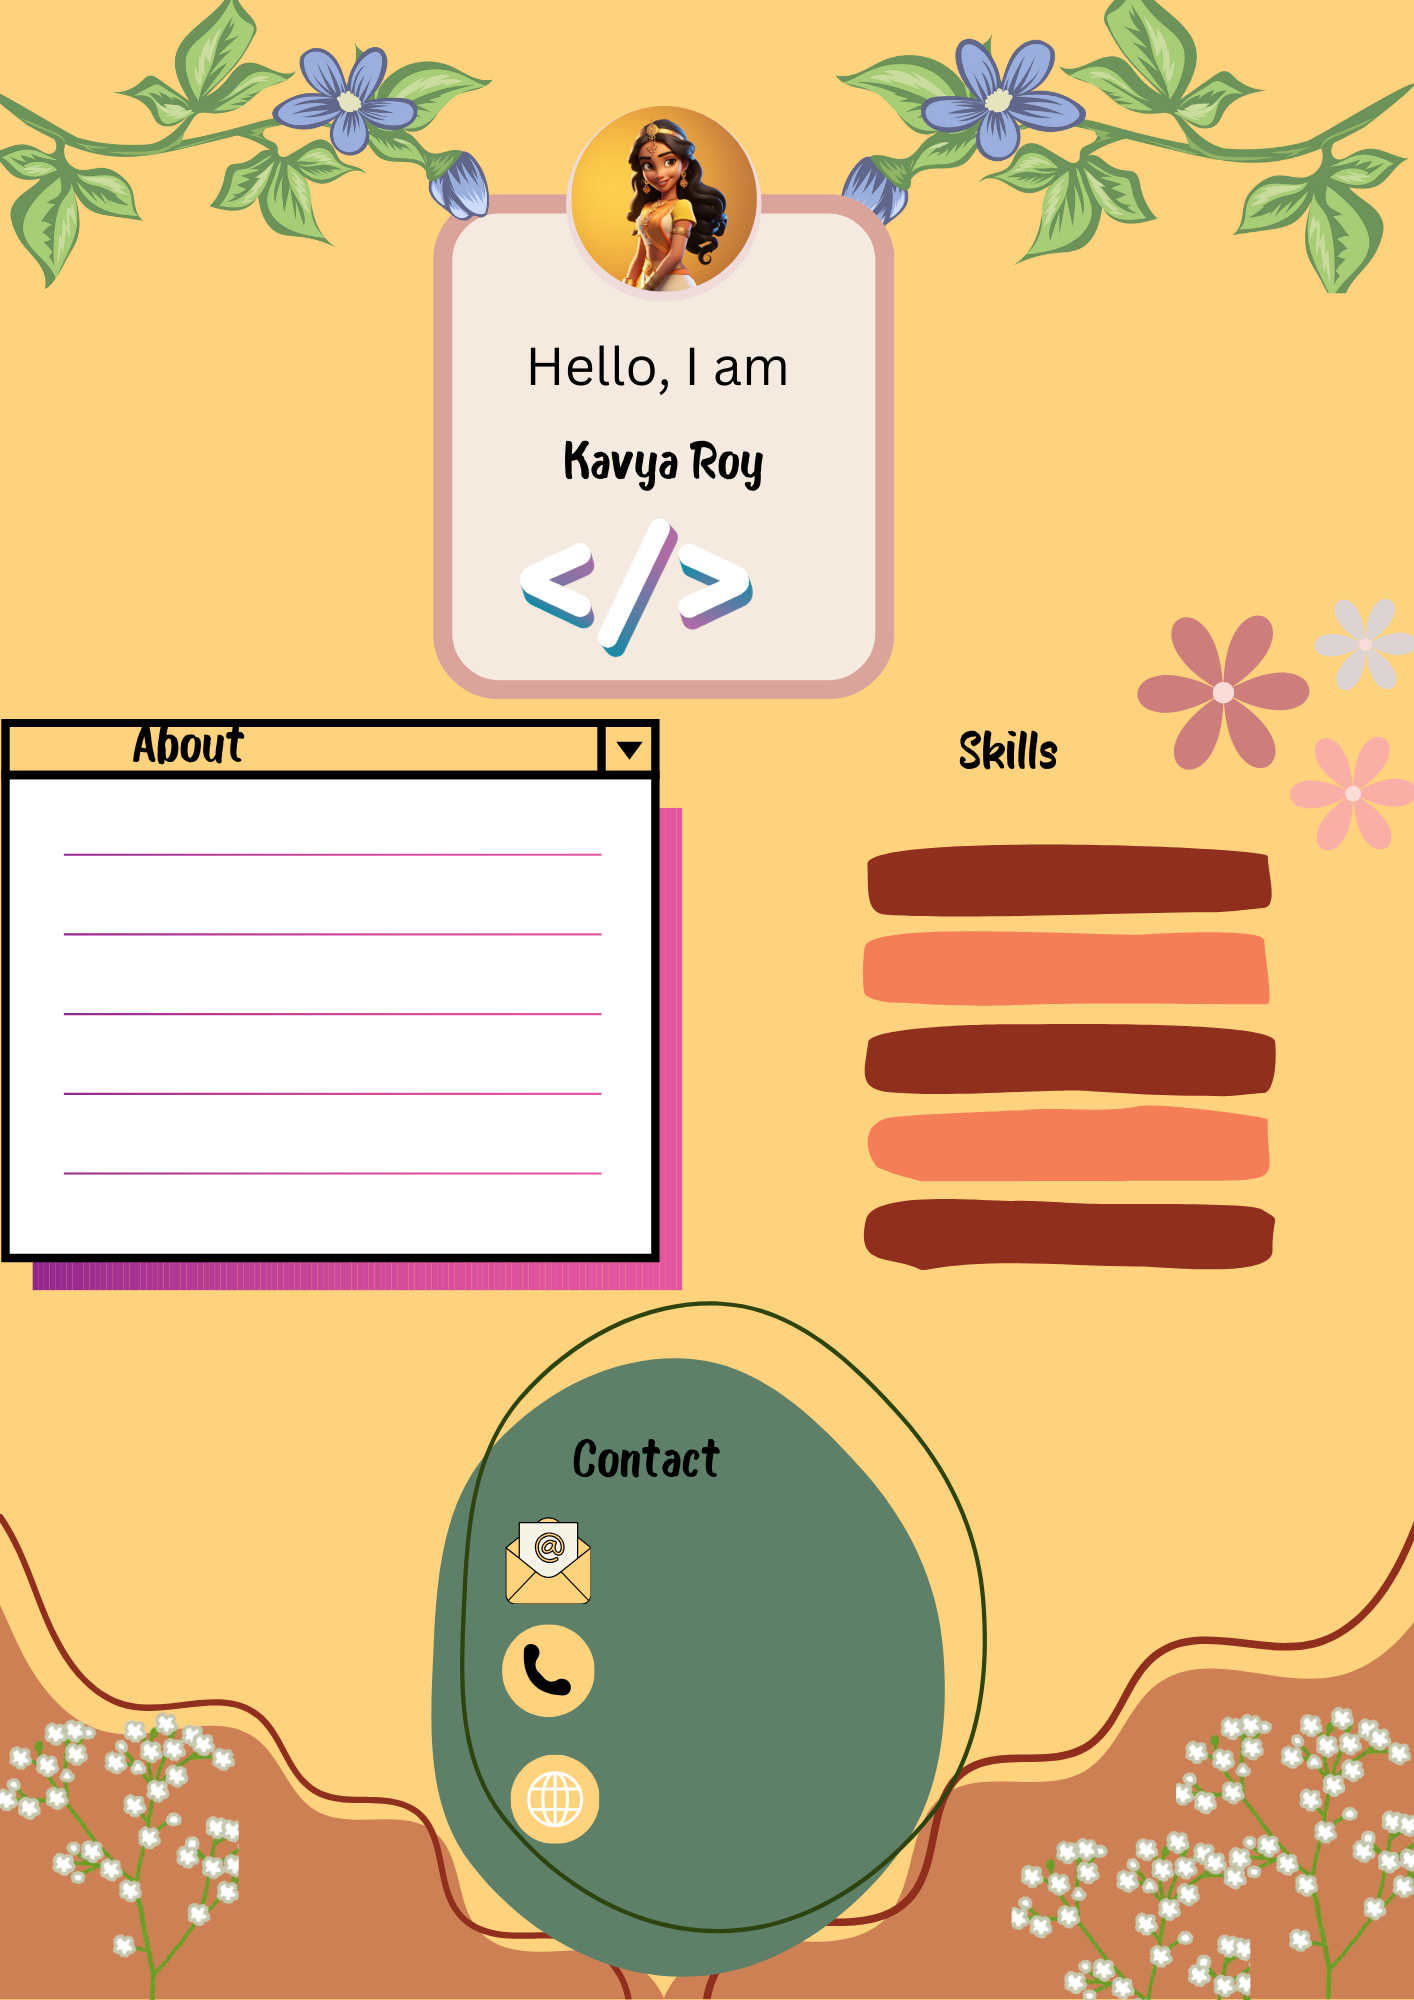 Hello, I am
Kavya Roy
</>
About
Skills
Contact
@